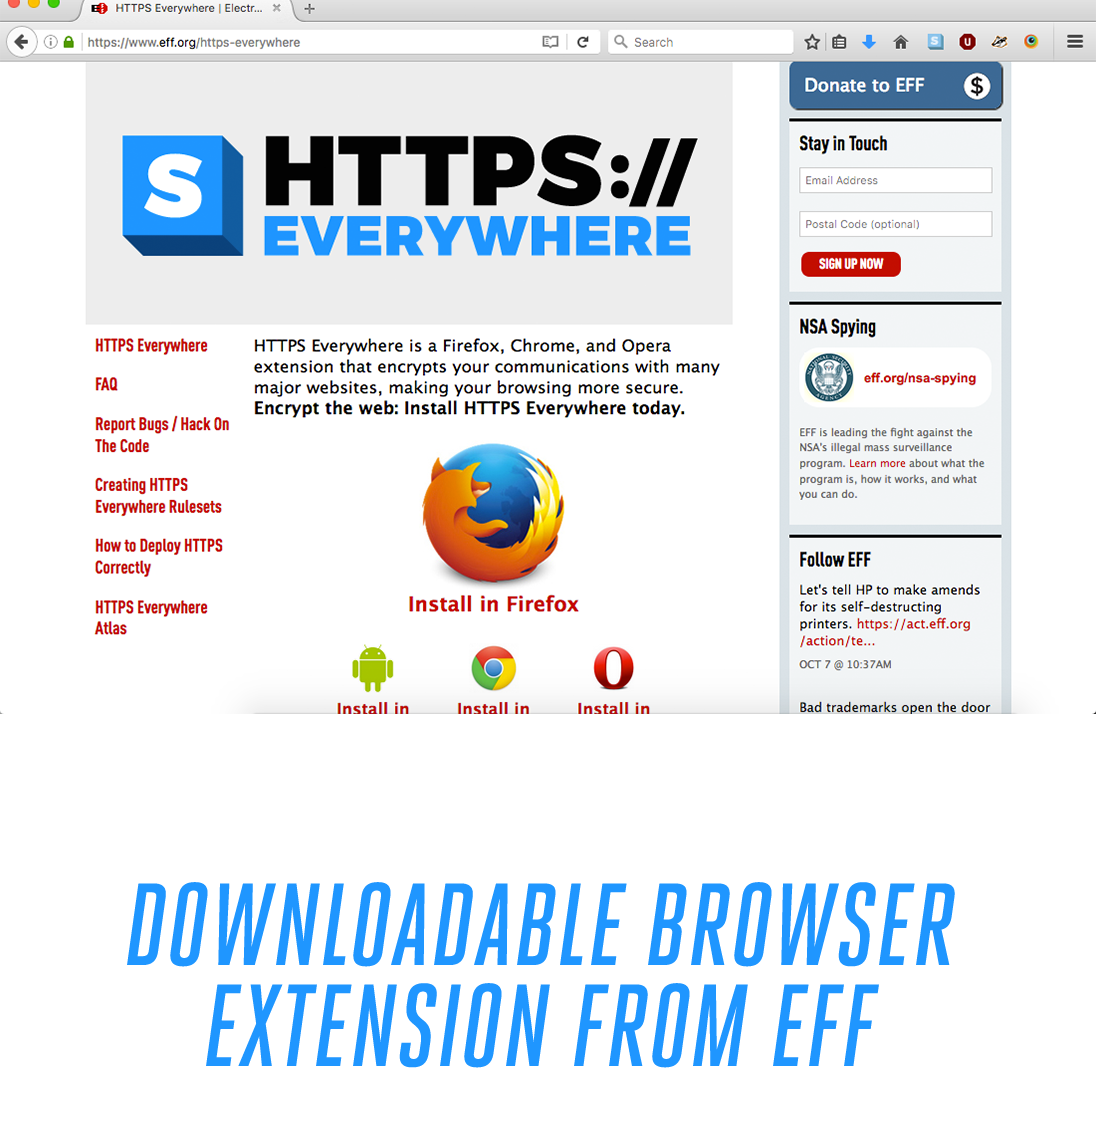 HTTPS Everywhere | Electr...
https://www.eff.org/https-everywhere
Search
S
U
S
HTTPS://
EVERYWHERE
HTTPS Everywhere
FAQ
Report Bugs / Hack On
The Code
Creating HTTPS
Everywhere Rulesets
How to Deploy HTTPS
Correctly
HTTPS Everywhere
Atlas
HTTPS Everywhere is a Firefox, Chrome, and Opera
extension that encrypts your communications with many
major websites, making your browsing more secure.
Encrypt the web: Install HTTPS Everywhere today.
Install in Firefox
Install in
Install in
Install in
Donate to EFF
$
Stay in Touch
Email Address
Postal Code (optional)
SIGN UP NOW
NSA Spying
NATIONAL SECURITY
AGENCY
eff.org/nsa-spying
EFF is leading the fight against the
NSA's illegal mass surveillance
program. Learn more about what the
program is, how it works, and what
you can do.
Follow EFF
Let's tell HP to make amends
for its self-destructing
printers. https://act.eff.org
/action/te...
OCT 7 @ 10:37AM
Bad trademarks open the door
DOWNLOADABLE BROWSER
EXTENSION FROM EFF